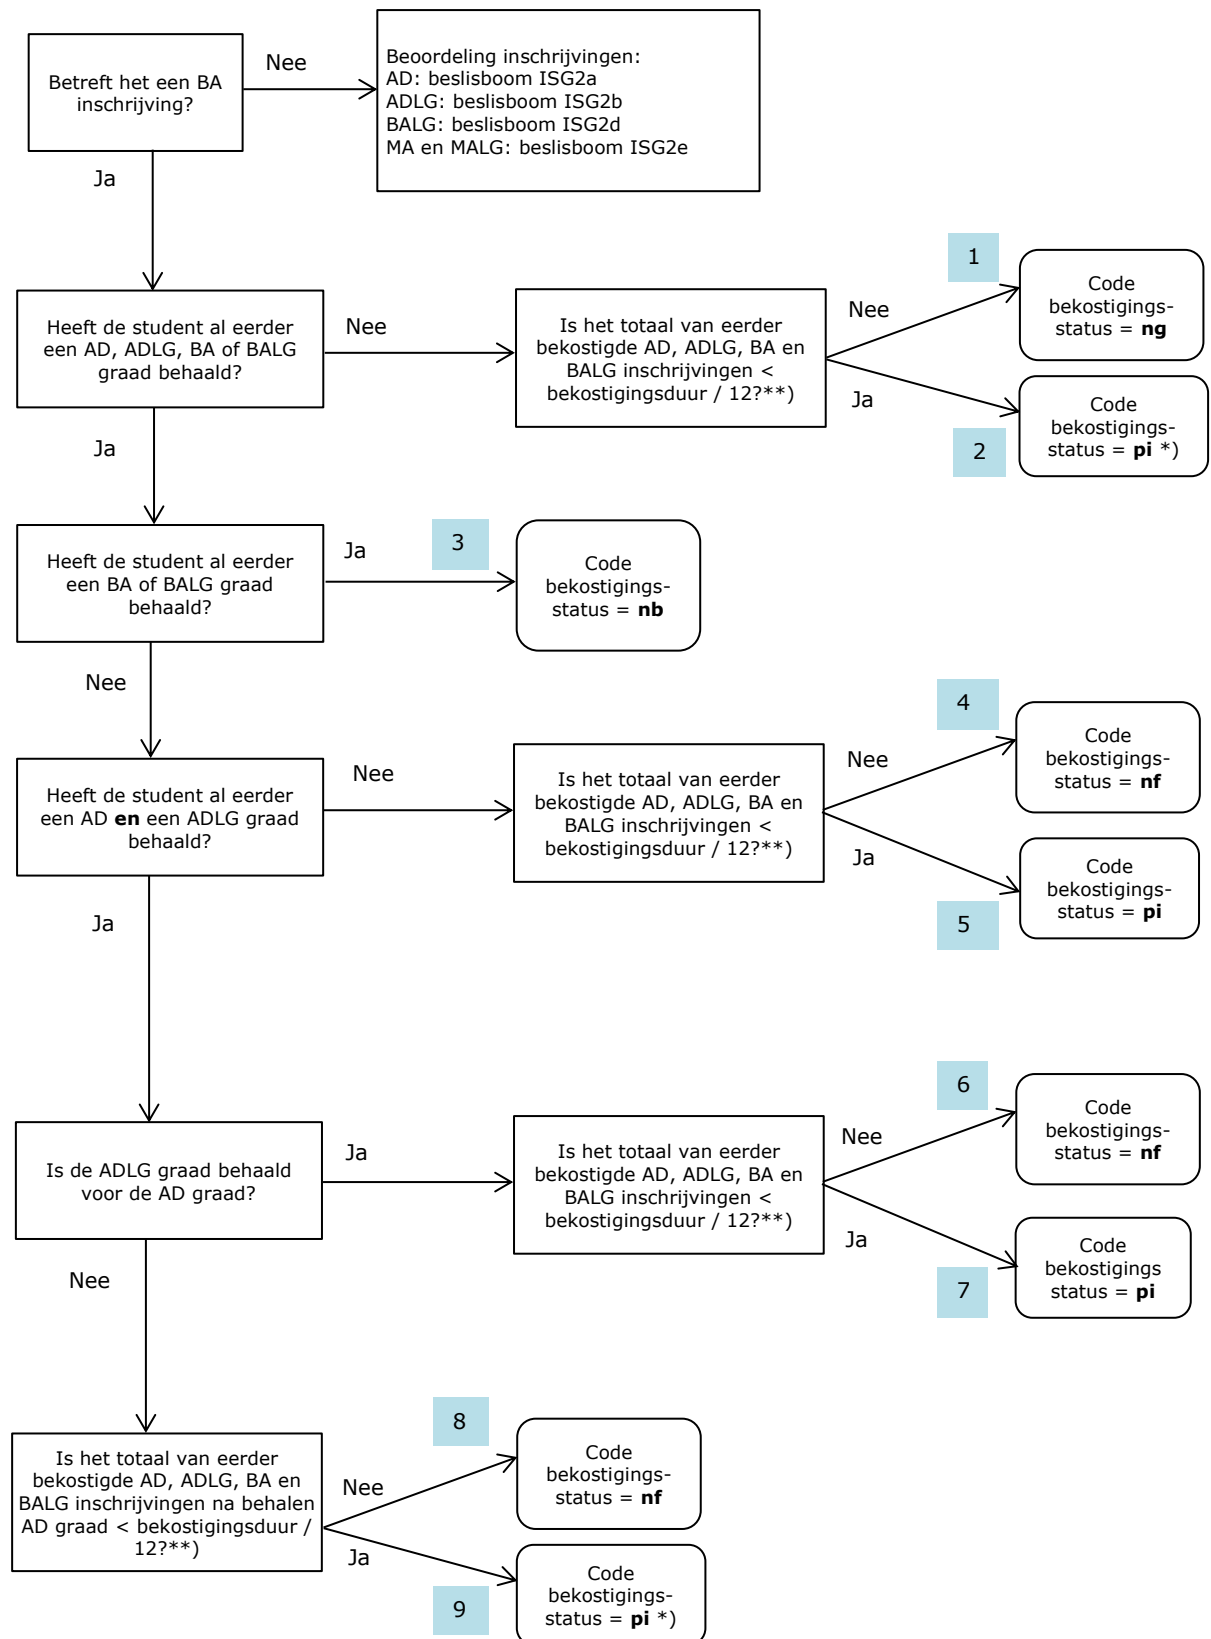 Betreft het een BA
inschrijving?
Nee
Beoordeling inschrijvingen:
AD: beslisboom ISG2a
ADLG: beslisboom ISG2b
BALG: beslisboom ISG2d
MA en MALG: beslisboom ISG2e
Ja
Heeft de student al eerder
een AD, ADLG, BA of BALG
graad behaald?
Nee
Is het totaal van eerder
bekostigde AD, ADLG, BA en
BALG inschrijvingen <
bekostigingsduur / 12?**)
Nee
1
Code
bekostigings-
status = ng
Ja
2
Code
bekostigings-
status = pi *)
Ja
Heeft de student al eerder
een BA of BALG graad
behaald?
Ja
3
Code
bekostigings-
status = nb
Nee
Heeft de student al eerder
een AD en een ADLG graad
behaald?
Nee
Is het totaal van eerder
bekostigde AD, ADLG, BA en
BALG inschrijvingen <
bekostigingsduur / 12?**)
Nee
4
Code
bekostigings-
status = nf
Ja
5
Code
bekostigings-
status = pi
Ja
Is de ADLG graad behaald
voor de AD graad?
Ja
Is het totaal van eerder
bekostigde AD, ADLG, BA en
BALG inschrijvingen <
bekostigingsduur / 12?**)
Nee
6
Code
bekostigings-
status = nf
Ja
7
Code
bekostigings
status = pi
Nee
Is het totaal van eerder
bekostigde AD, ADLG, BA en
BALG inschrijvingen na behalen
AD graad < bekostigingsduur /
12?**)
Nee
8
Code
bekostigings-
status = nf
Ja
9
Code
bekostigings-
status = pi *)